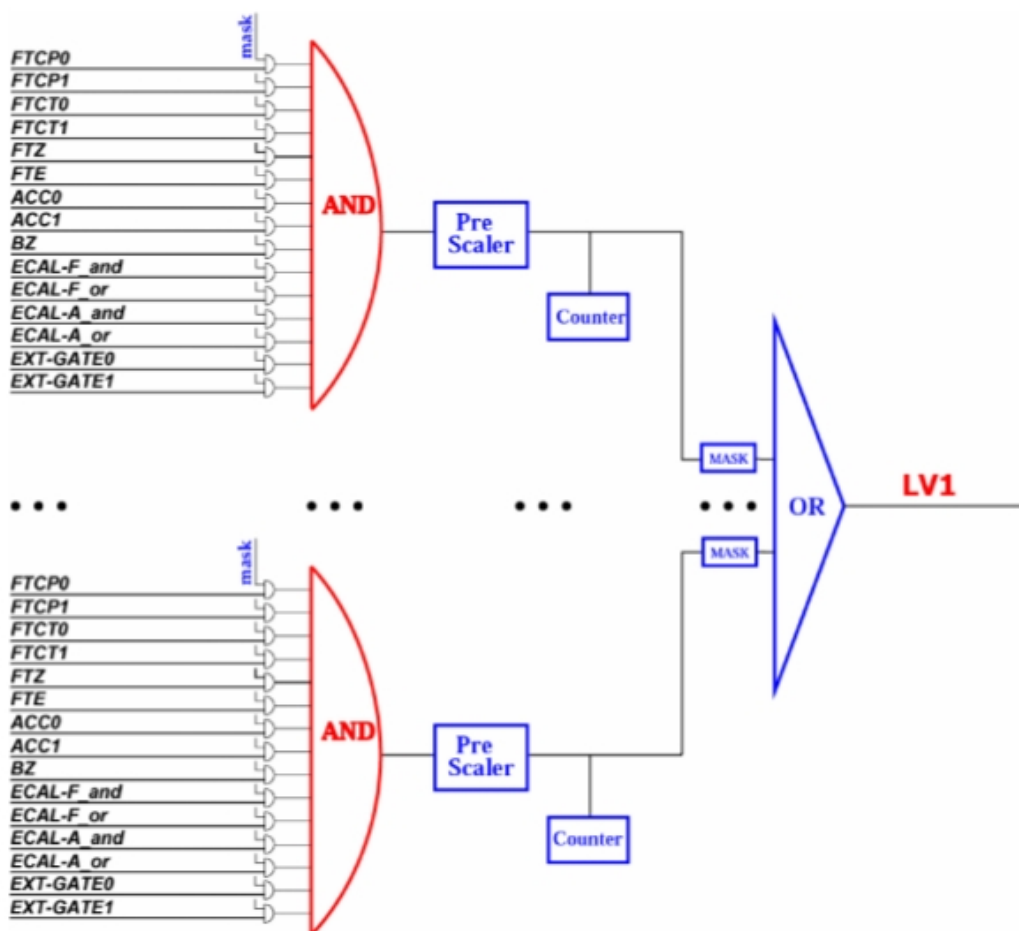 mask
FTCP0
FTCP1
FTCT0
FTCT1
FTZ
FTE
ACC0
ACC1
BZ
ECAL-F_and
ECAL-F_or
ECAL-A_and
ECAL-A_or
EXT-GATE0
EXT-GATE1
AND
Pre
Scaler
Counter
MASK
OR
LV1
MASK
mask
FTCP0
FTCP1
FTCT0
FTCT1
FTZ
FTE
ACC0
ACC1
BZ
ECAL-F_and
ECAL-F_or
ECAL-A_and
ECAL-A_or
EXT-GATE0
EXT-GATE1
AND
Pre
Scaler
Counter